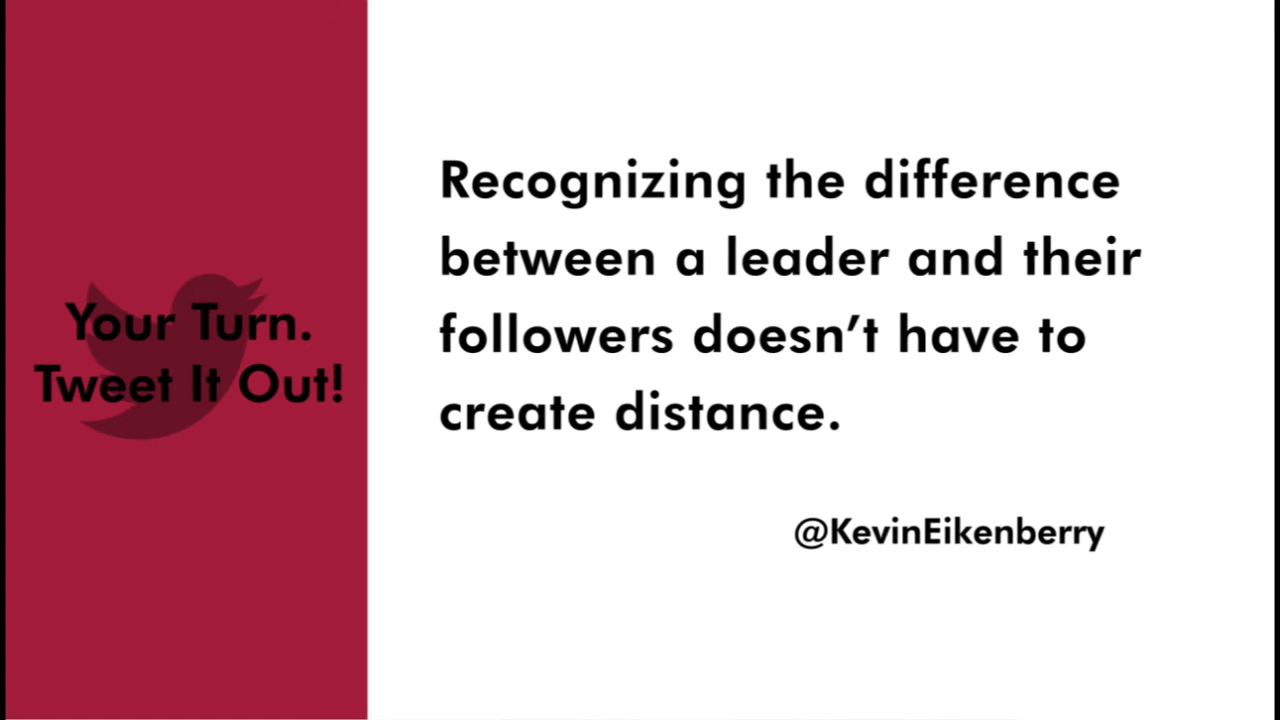 Your Turn.
Tweet It Out!
Recognizing the difference
between a leader and their
followers doesn’t have to
create distance.
@KevinEikenberry